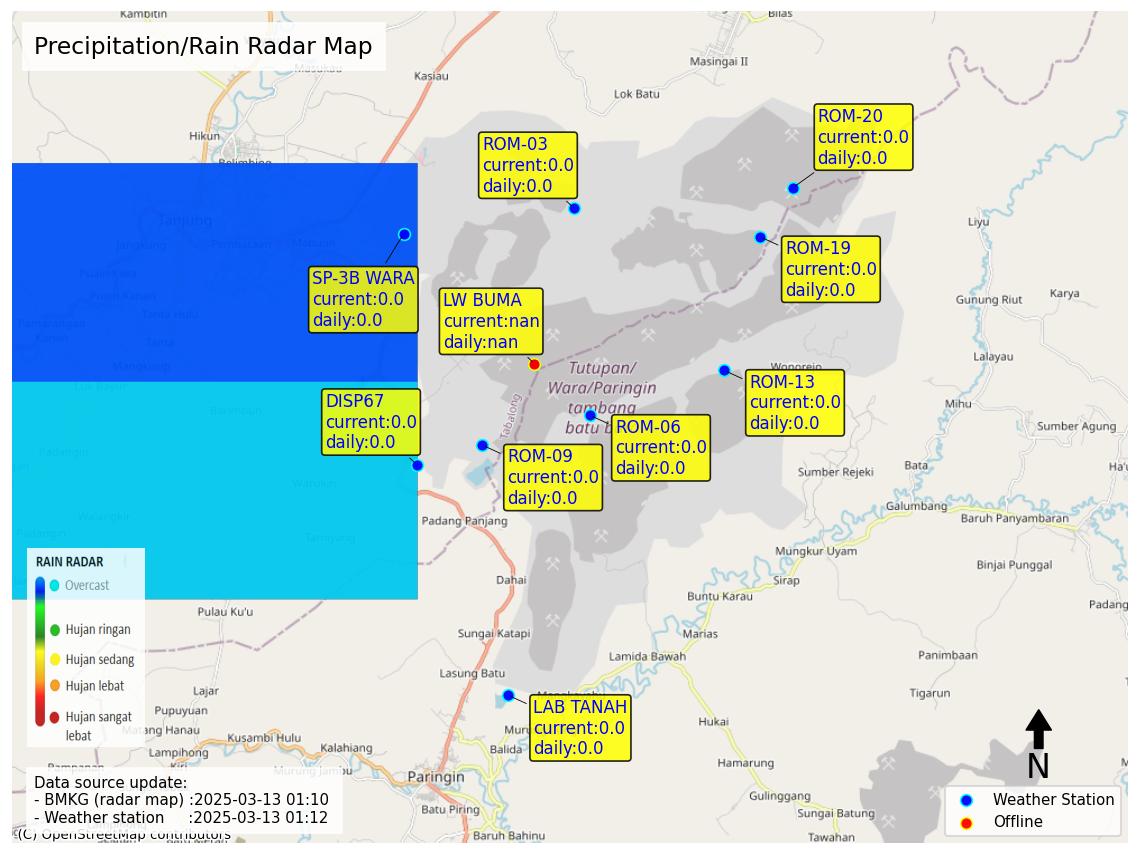 Kambitin
Bilas
Precipitation/Rain Radar Map
Masukau
Kasiau
Masingai II
Lok Batu
Hikun
Belimbing
ROM-20
current:0.0
daily:0.0
ROM-03
current:0.0
daily:0.0
Tanjung
Liyu
ROM-19
current:0.0
daily:0.0
SP-3B WARA
current:0.0
daily:0.0
LW BUMA
current:nan
daily:nan
Gunung Riut
Karya
Lalayau
Wonorejo
Tutupan/
Wara/Paringin
tambang
batu b
Tabalong
ROM-13
current:0.0
daily:0.0
DISP67
current:0.0
daily:0.0
Mihu
ROM-06
current:0.0
daily:0.0
Sumber Agung
ROM-09
current:0.0
daily:0.0
Sumber Rejeki
Bata
Ha'u
Galumbang
Baruh Panyambaran
Padang Panjang
Mungkur Uyam
Binjai Punggal
Dahai
Sirap
Buntu Karau
Padang
RAIN RADAR
Overcast
Hujan ringan
Hujan sedang
Hujan lebat
Hujan sangat
lebat
Pulau Ku'u
Sungai Katapi
Marias
Lamida Bawah
Panimbaan
Lasung Batu
Tigarun
Lajar
Pupuyuan
Matang Hanau
Kusambi Hulu
Lampihong
Kalahiang
Murung Jambu
LAB TANAH
current:0.0
daily:0.0
Balida
Hukai
Hamarung
Paringin
Batu Piring
Gulinggang
Sungai Batung
Tawahan
Baruh Bahinu
N
Data source update:
- BMKG (radar map) :2025-03-13 01:10
- Weather station :2025-03-13 01:12
(C) OpenStreetMap contributors
Weather Station
Offline